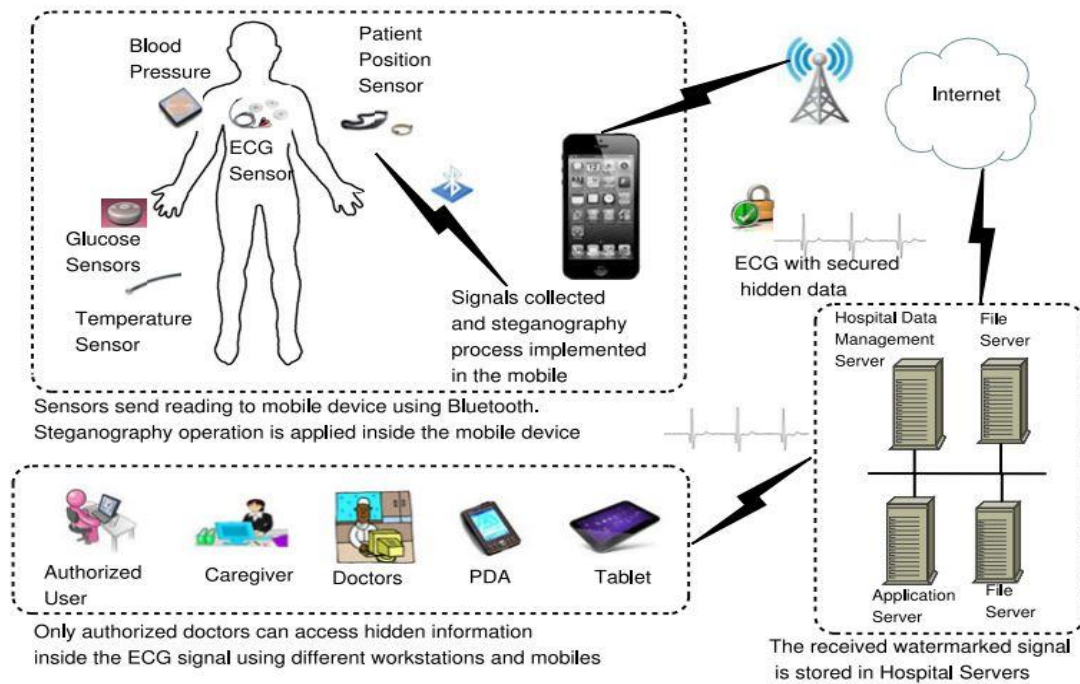 Blood
Pressure
Patient
Position
Sensor
ECG
Sensor
Glucose
Sensors
Temperature
Sensor
Signals collected
and steganography
process implemented
in the mobile
Sensors send reading to mobile device using Bluetooth.
Steganography operation is applied inside the mobile device
Internet
ECG with secured
hidden data
Hospital Data
Management
Server
File
Server
Application
Server
File
Server
The received watermarked signal
is stored in Hospital Servers
Authorized
User
Caregiver
Doctors
PDA
Tablet
Only authorized doctors can access hidden information
inside the ECG signal using different workstations and mobiles